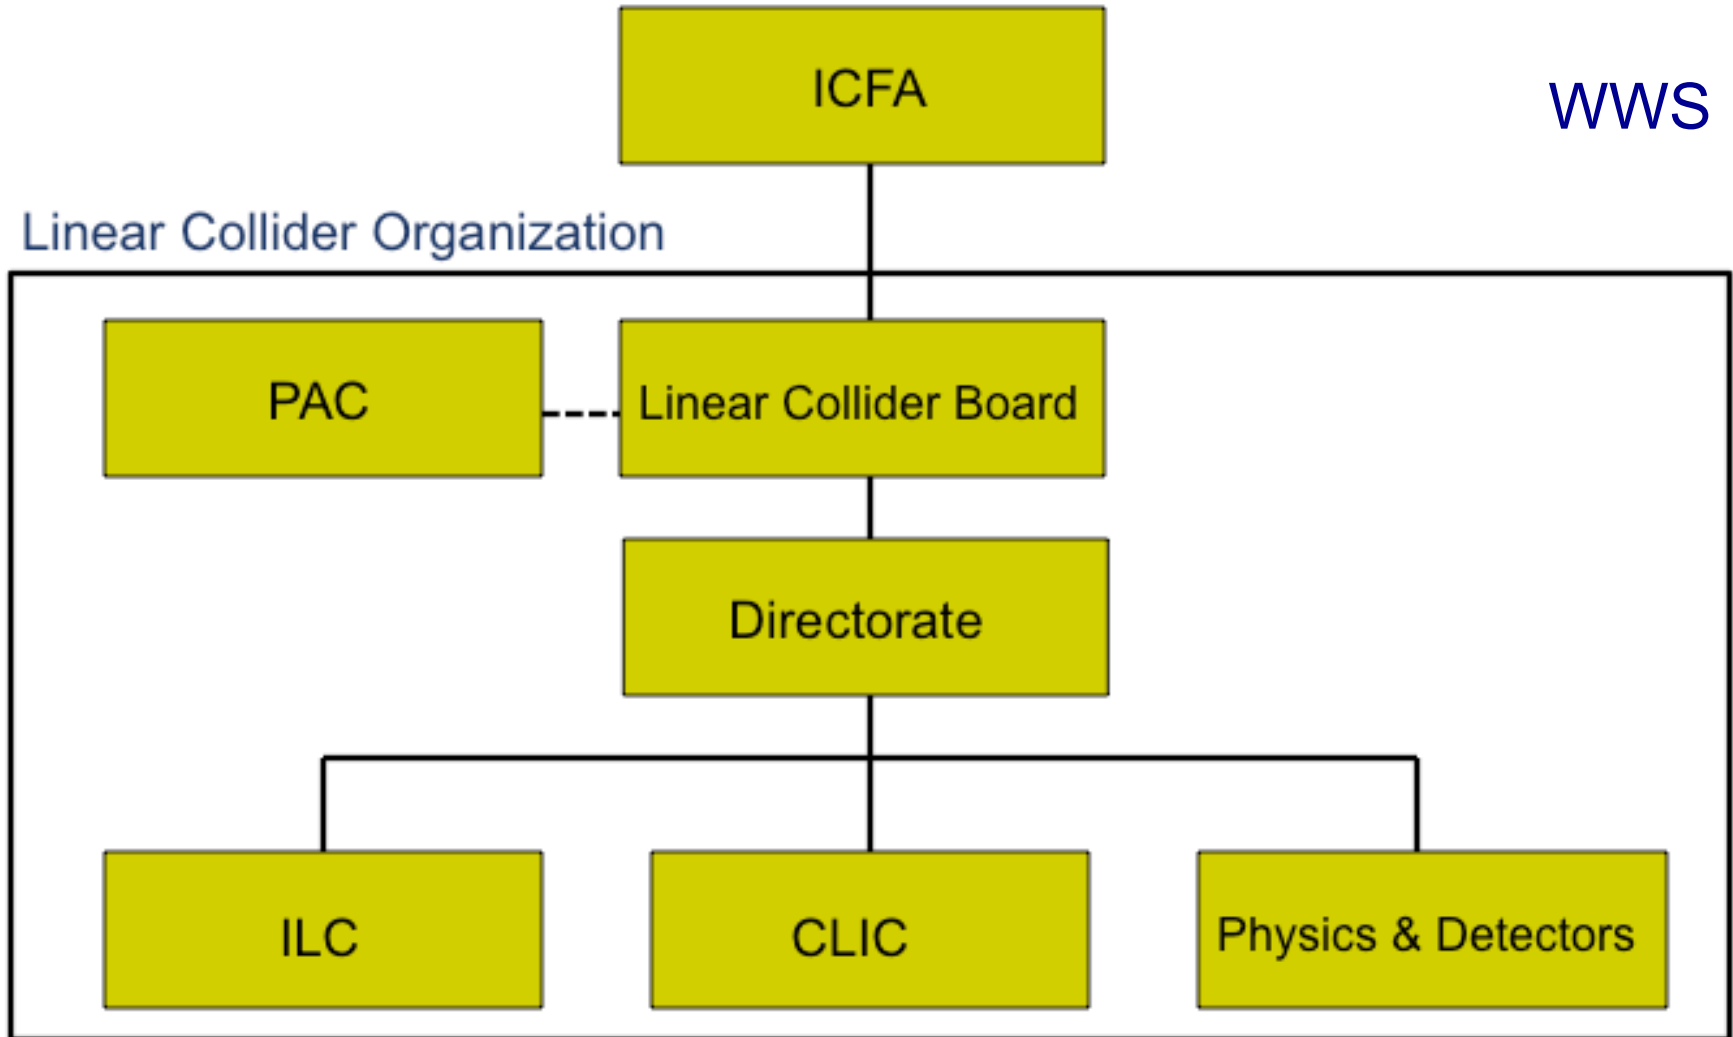 ICFA
WWS
Linear Collider Organization
PAC
Linear Collider Board
Directorate
ILC
CLIC
Physics & Detectors